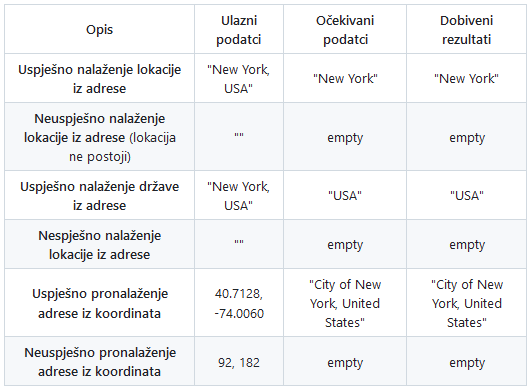 Opis
Ulazni
podatci
Očekivani
podatci
Dobiveni
rezultati
Uspješno nalaženje lokacije
iz adrese
"New York,
USA"
"New York"
"New York"
Neuspješno nalaženje
lokacije iz adrese (lokacija
ne postoji)
""
empty
empty
Uspješno nalaženje države
iz adrese
"New York,
USA"
"USA"
"USA"
Nespješno nalaženje
lokacije iz adrese
""
empty
empty
Uspješno pronalaženje
adrese iz koordinata
40.7128,
-74.0060
"City of New
York, United
States"
"City of New
York, United
States"
Neuspješno pronalaženje
adrese iz koordinata
92, 182
empty
empty